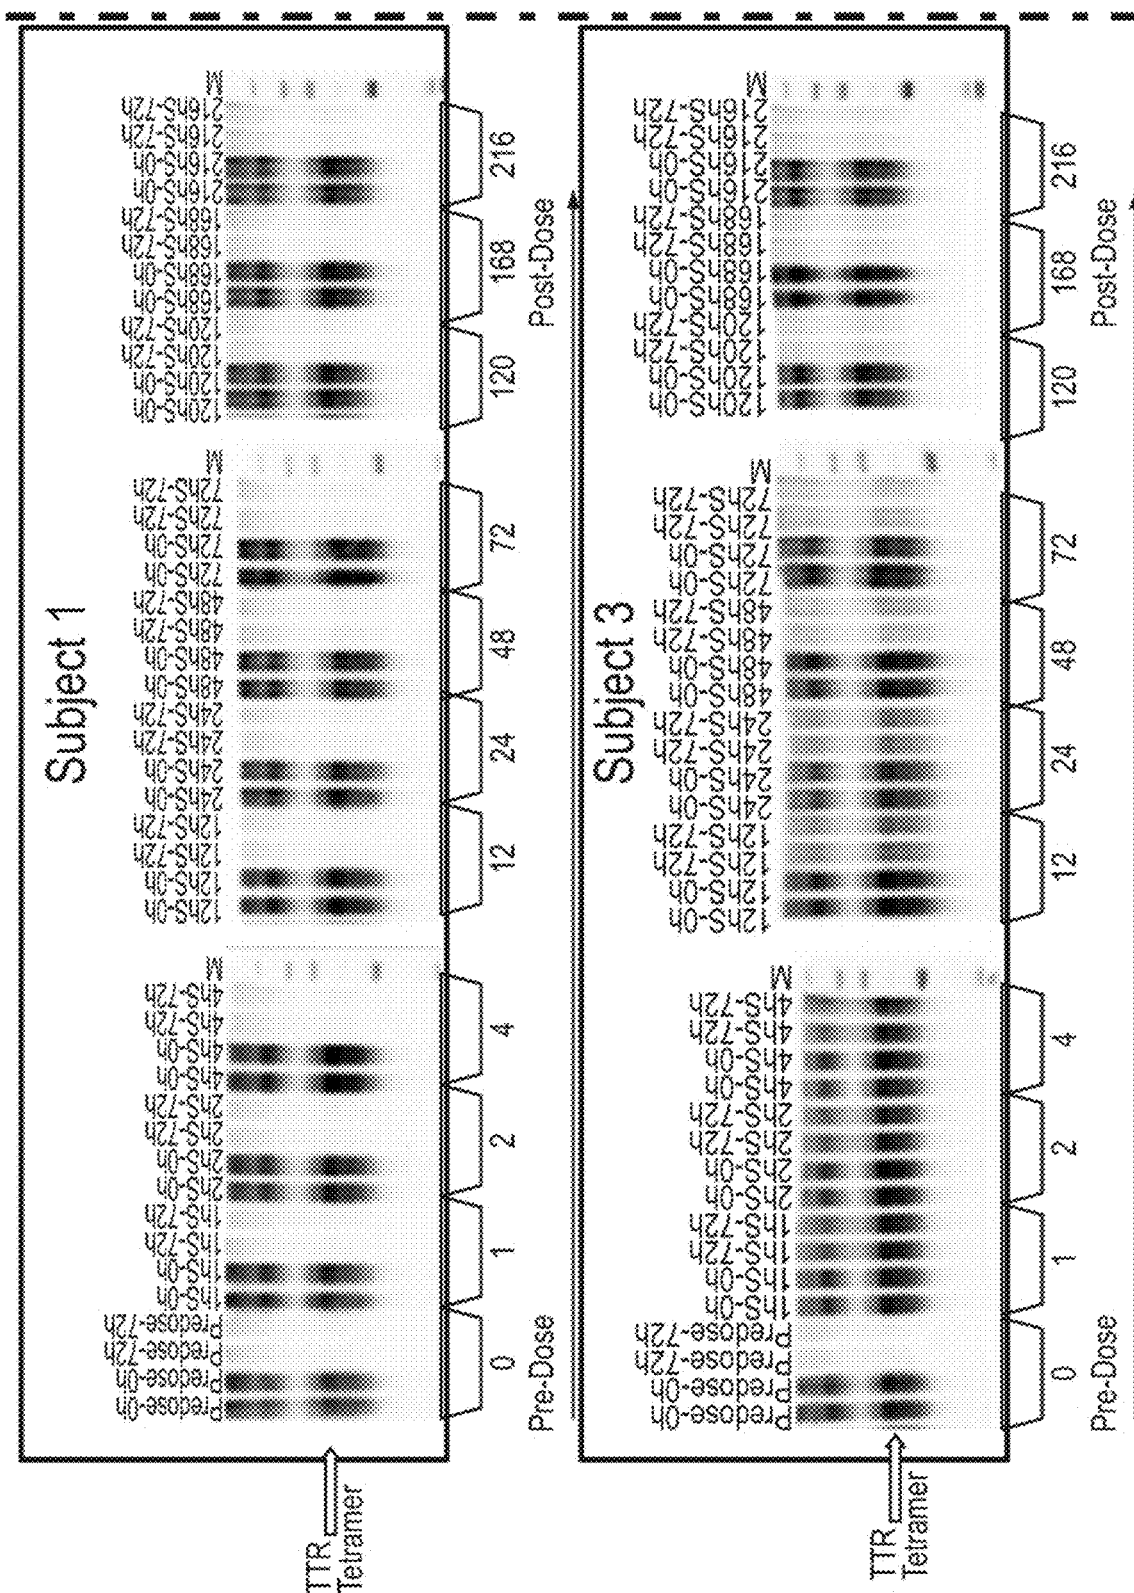 Subject 1
Predose-0h
Predose-0h
Predose-72h
Predose-72h
1hS-0h
1hS-0h
1hS-72h
1hS-72h
2hS-0h
2hS-0h
2hS-72h
2hS-72h
4hS-0h
4hS-0h
4hS-72h
4hS-72h
M
12hS-0h
12hS-0h
12hS-72h
12hS-72h
24hS-0h
24hS-0h
24hS-72h
24hS-72h
48hS-0h
48hS-0h
48hS-72h
48hS-72h
72hS-0h
72hS-0h
72hS-72h
72hS-72h
M
120hS-0h
120hS-0h
120hS-72h
120hS-72h
168hS-0h
168hS-0h
168hS-72h
168hS-72h
216hS-0h
216hS-0h
216hS-72h
216hS-72h
M
TTR
Tetramer
0 1 2 4 12 24 48 72 120 168 216
Pre-Dose Post-Dose
Subject 3
Predose-0h
Predose-0h
Predose-72h
Predose-72h
1hS-0h
1hS-0h
1hS-72h
1hS-72h
2hS-0h
2hS-0h
2hS-72h
2hS-72h
4hS-0h
4hS-0h
4hS-72h
4hS-72h
M
12hS-0h
12hS-0h
12hS-72h
12hS-72h
24hS-0h
24hS-0h
24hS-72h
24hS-72h
48hS-0h
48hS-0h
48hS-72h
48hS-72h
72hS-0h
72hS-0h
72hS-72h
72hS-72h
M
120hS-0h
120hS-0h
120hS-72h
120hS-72h
168hS-0h
168hS-0h
168hS-72h
168hS-72h
216hS-0h
216hS-0h
216hS-72h
216hS-72h
M
TTR
Tetramer
0 1 2 4 12 24 48 72 120 168 216
Pre-Dose Post-Dose